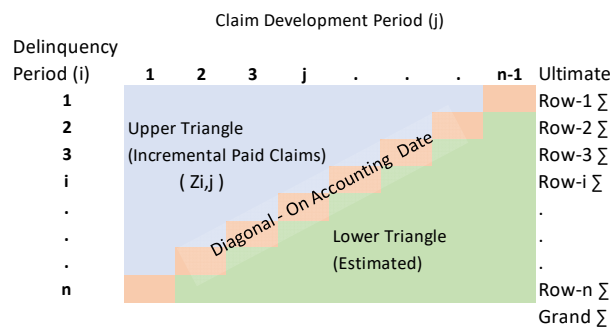 Claim Development Period (j)
Delinquency
Period (i) 1 2 3 j . . . n-1 Ultimate
1 Row-1 ∑
2 Upper Triangle Row-2 ∑
3 (Incremental Paid Claims) Row-3 ∑
i ( Zi,j ) Row-i ∑
. .
. .
. .
Diagonal - On Accounting Date
Lower Triangle
(Estimated)
n Row-n ∑
Grand ∑